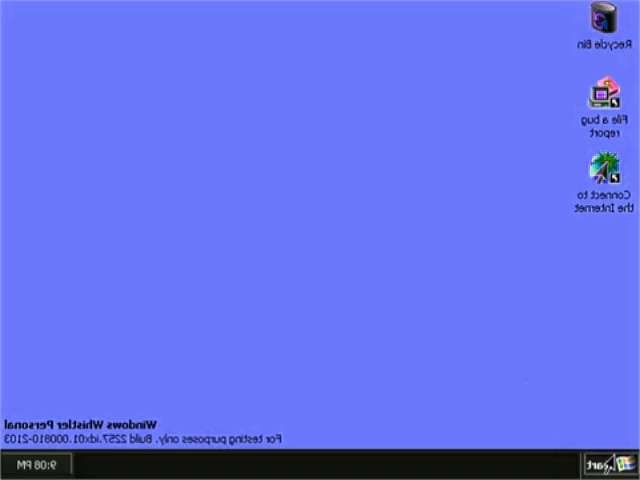 Recycle Bin
File a bug
report
Connect to
the Internet
Windows Whistler Personal
For testing purposes only. Build 2257.idx01.000810-2103
9:08 PM